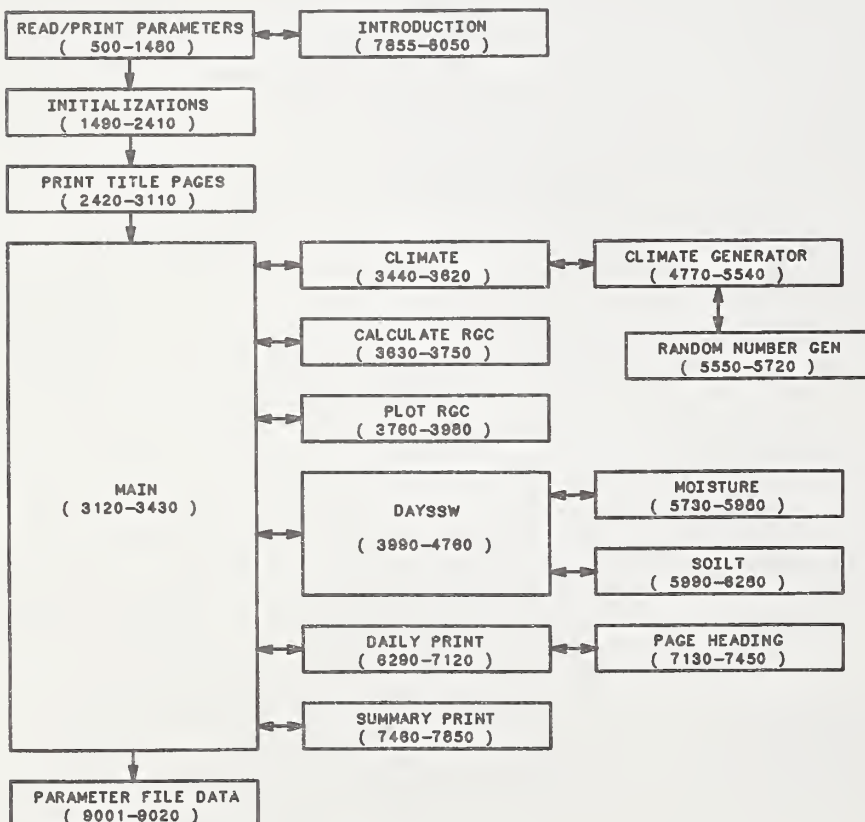 READ/PRINT PARAMETERS
( 500-1480 )
INTRODUCTION
( 7855-8050 )
INITIALIZATIONS
( 1490-2410 )
PRINT TITLE PAGES
( 2420-3110 )
CLIMATE
( 3440-3620 )
CLIMATE GENERATOR
( 4770-5540 )
CALCULATE RGC
( 3630-3750 )
RANDOM NUMBER GEN
( 5550-5720 )
PLOT RGC
( 3760-3980 )
MAIN
( 3120-3430 )
DAYSSW
( 3990-4760 )
MOISTURE
( 5730-5980 )
SOILT
( 5990-6280 )
DAILY PRINT
( 6290-7120 )
PAGE HEADING
( 7130-7450 )
SUMMARY PRINT
( 7460-7850 )
PARAMETER FILE DATA
( 9001-9020 )